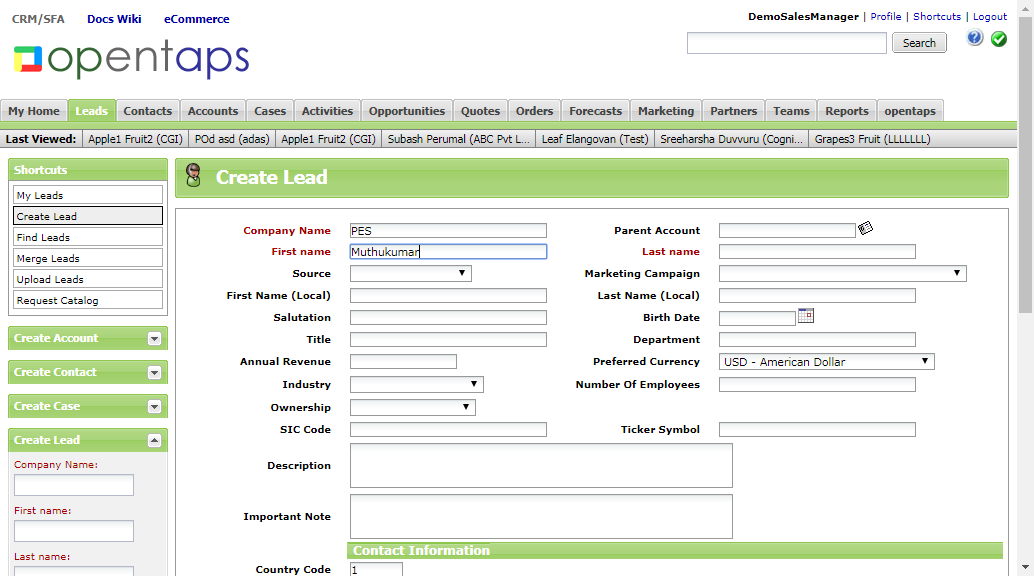 CRM/SFA Docs Wiki eCommerce
DemoSalesManager | Profile | Shortcuts | Logout
opentaps
Search
?
My Home Leads Contacts Accounts Cases Activities Opportunities Quotes Orders Forecasts Marketing Partners Teams Reports opentaps
Last Viewed: Apple1 Fruit2 (CGI) POd asd (adas) Apple1 Fruit2 (CGI) Subash Perumal (ABC Pvt L... Leaf Elangovan (Test) Sreeharsha Duvvuru (Cogni... Grapes3 Fruit (LLLLLLL)
Shortcuts
My Leads
Create Lead
Find Leads
Merge Leads
Upload Leads
Request Catalog
Create Account
Create Contact
Create Case
Create Lead
Company Name:
First name:
Last name:
Create Lead
Company Name PES Parent Account
First name Muthukumar Last name
Source Marketing Campaign
First Name (Local) Last Name (Local)
Salutation Birth Date
Title Department
Annual Revenue Preferred Currency USD - American Dollar
Industry Number Of Employees
Ownership
SIC Code Ticker Symbol
Description
Important Note
Contact Information
Country Code 1